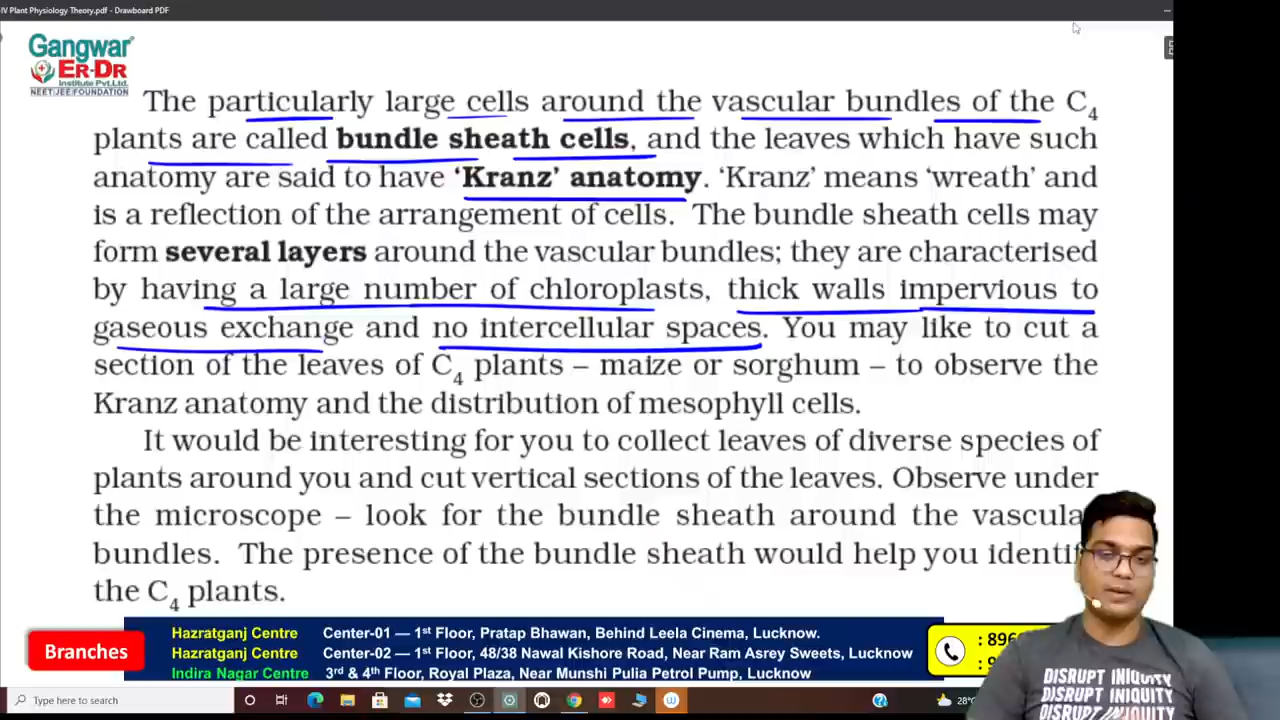 -IV Plant Physiology Theory.pdf - Drawboard PDF
Gangwar
ER-DR
Institute Pvt.Ltd.
NEET|JEE|FOUNDATION
The particularly large cells around the vascular bundles of the C4
plants are called bundle sheath cells, and the leaves which have such
anatomy are said to have ‘Kranz’ anatomy. ‘Kranz’ means ‘wreath’ and
is a reflection of the arrangement of cells. The bundle sheath cells may
form several layers around the vascular bundles; they are characterised
by having a large number of chloroplasts, thick walls impervious to
gaseous exchange and no intercellular spaces. You may like to cut a
section of the leaves of C4 plants – maize or sorghum – to observe the
Kranz anatomy and the distribution of mesophyll cells.
It would be interesting for you to collect leaves of diverse species of
plants around you and cut vertical sections of the leaves. Observe under
the microscope – look for the bundle sheath around the
bundles. The presence of the bundle sheath would help you
the C4 plants.
Branches
Hazratganj Centre Center-01 — 1st Floor, Pratap Bhawan, Behind Leela Cinema, Lucknow.
Hazratganj Centre Center-02 — 1st Floor, 48/38 Nawal Kishore Road, Near Ram Asrey Sweets, Lucknow
Indira Nagar Centre 3rd & 4th Floor, Royal Plaza, Near Munshi Pulia Petrol Pump, Lucknow
: 896
: 9
DISRUPT INIQUITY
DISRUPT INIQUITY
DISRUPT INIQUITY
Type here to search
28°